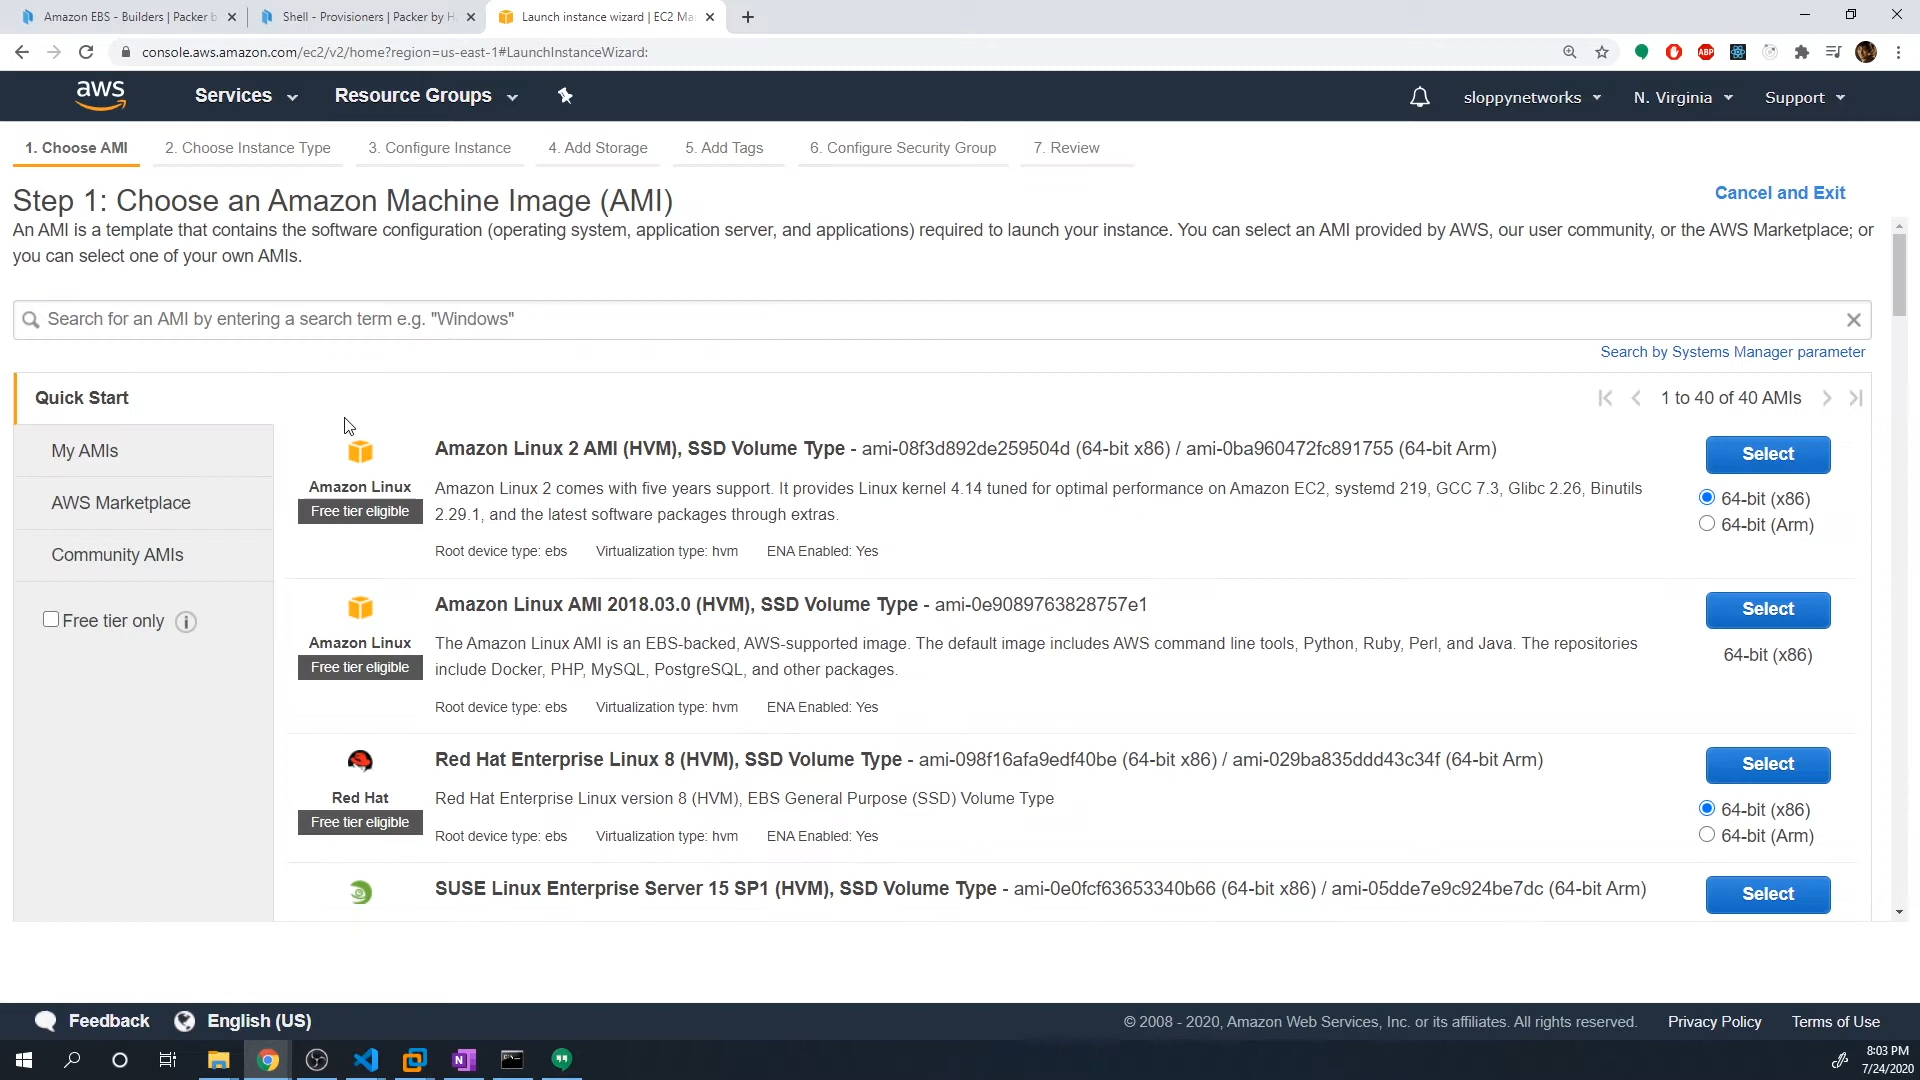 Amazon EBS - Builders | Packer b
Shell - Provisioners | Packer by H
Launch instance wizard | EC2 Ma
console.aws.amazon.com/ec2/v2/home?region=us-east-1#LaunchInstanceWizard:
ABP
aws
Services
Resource Groups
sloppynetworks
N. Virginia
Support
1. Choose AMI
2. Choose Instance Type
3. Configure Instance
4. Add Storage
5. Add Tags
6. Configure Security Group
7. Review
Step 1: Choose an Amazon Machine Image (AMI)
Cancel and Exit
An AMI is a template that contains the software configuration (operating system, application server, and applications) required to launch your instance. You can select an AMI provided by AWS, our user community, or the AWS Marketplace; or
you can select one of your own AMIs.
Search for an AMI by entering a search term e.g. "Windows"
Search by Systems Manager parameter
Quick Start
1 to 40 of 40 AMIs
My AMIs
AWS Marketplace
Community AMIs
Free tier only
Amazon Linux
Free tier eligible
Amazon Linux 2 AMI (HVM), SSD Volume Type - ami-08f3d892de259504d (64-bit x86) / ami-0ba960472fc891755 (64-bit Arm)
Amazon Linux 2 comes with five years support. It provides Linux kernel 4.14 tuned for optimal performance on Amazon EC2, systemd 219, GCC 7.3, Glibc 2.26, Binutils
2.29.1, and the latest software packages through extras.
Root device type: ebs Virtualization type: hvm ENA Enabled: Yes
Select
64-bit (x86)
64-bit (Arm)
Amazon Linux
Free tier eligible
Amazon Linux AMI 2018.03.0 (HVM), SSD Volume Type - ami-0e9089763828757e1
The Amazon Linux AMI is an EBS-backed, AWS-supported image. The default image includes AWS command line tools, Python, Ruby, Perl, and Java. The repositories
include Docker, PHP, MySQL, PostgreSQL, and other packages.
Root device type: ebs Virtualization type: hvm ENA Enabled: Yes
Select
64-bit (x86)
Red Hat
Free tier eligible
Red Hat Enterprise Linux 8 (HVM), SSD Volume Type - ami-098f16afa9edf40be (64-bit x86) / ami-029ba835ddd43c34f (64-bit Arm)
Red Hat Enterprise Linux version 8 (HVM), EBS General Purpose (SSD) Volume Type
Root device type: ebs Virtualization type: hvm ENA Enabled: Yes
Select
64-bit (x86)
64-bit (Arm)
SUSE Linux Enterprise Server 15 SP1 (HVM), SSD Volume Type - ami-0e0fcf63653340b66 (64-bit x86) / ami-05dde7e9c924be7dc (64-bit Arm)
Select
Feedback
English (US)
© 2008 - 2020, Amazon Web Services, Inc. or its affiliates. All rights reserved.
Privacy Policy
Terms of Use
8:03 PM
7/24/2020